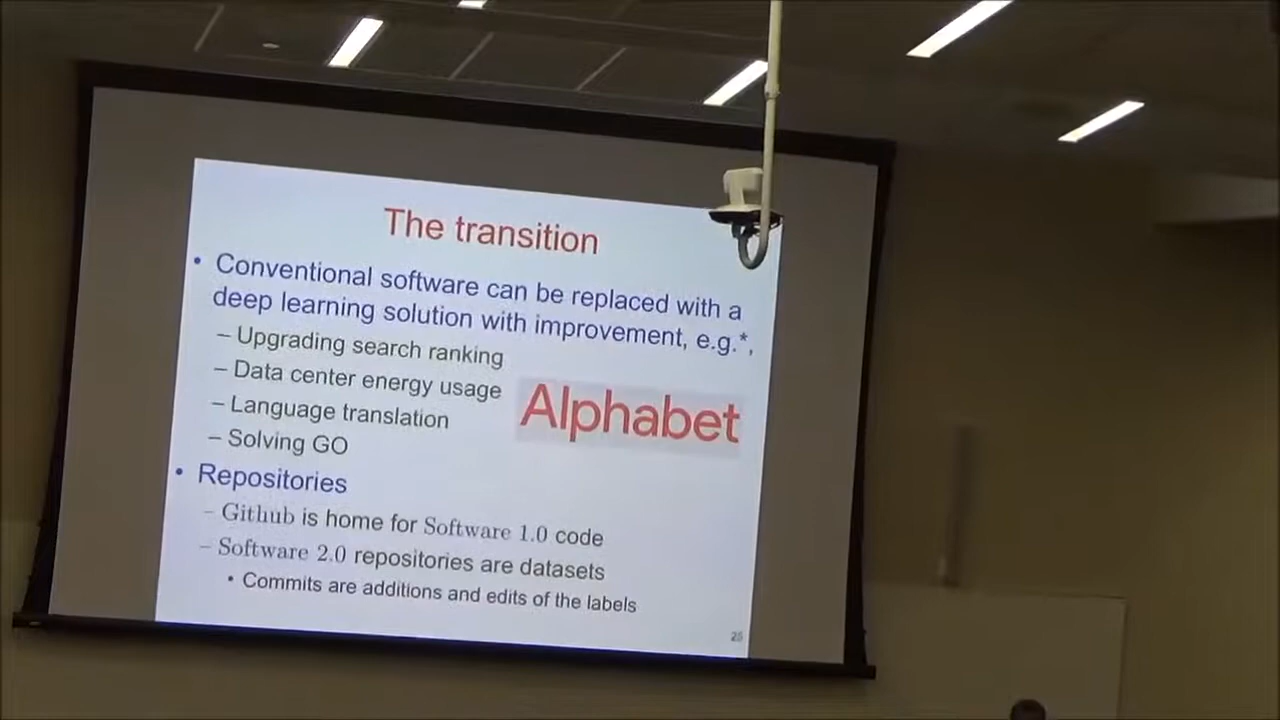 The transition
• Conventional software can be replaced with a
deep learning solution with improvement, e.g.*,
– Upgrading search ranking
– Data center energy usage
– Language translation
– Solving GO
Alphabet
• Repositories
– Github is home for Software 1.0 code
– Software 2.0 repositories are datasets
• Commits are additions and edits of the labels